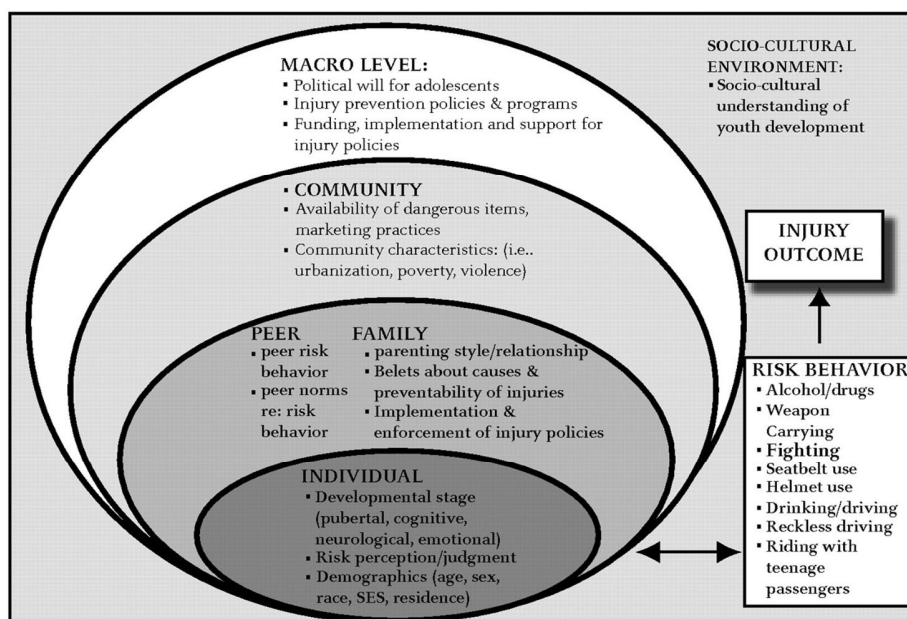 MACRO LEVEL:
▪ Political will for adolescents
▪ Injury prevention policies & programs
▪ Funding, implementation and support for
injury policies
SOCIO-CULTURAL
ENVIRONMENT:
▪ Socio-cultural
understanding of
youth development
▪ COMMUNITY
▪ Availability of dangerous items,
marketing practices
▪ Community characteristics: (i.e..
urbanization, poverty, violence)
INJURY
OUTCOME
PEER
▪ peer risk
behavior
▪ peer norms
re: risk
behavior
FAMILY
▪ parenting style/relationship
▪ Belets about causes &
preventability of injuries
▪ Implementation &
enforcement of injury policies
INDIVIDUAL
▪ Developmental stage
(pubertal, cognitive,
neurological, emotional)
▪ Risk perception/judgment
▪ Demographics (age, sex,
race, SES, residence)
RISK BEHAVIOR
▪ Alcohol/drugs
▪ Weapon
Carrying
▪ Fighting
▪ Seatbelt use
▪ Helmet use
▪ Drinking/driving
▪ Reckless driving
▪ Riding with
teenage
passengers